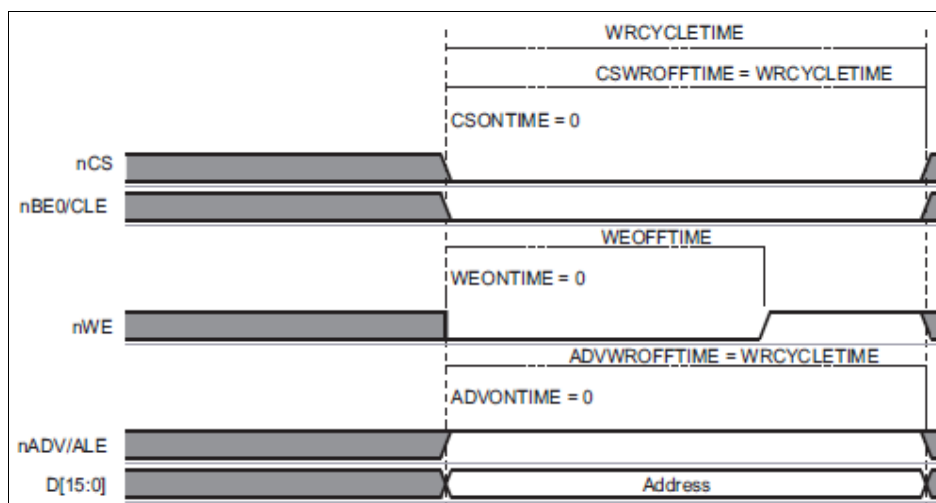 WRCYCLETIME
CSWROFFTIME = WRCYCLETIME
CSONTIME = 0
nCS
nBE0/CLE
WEOFFTIME
WEONTIME = 0
nWE
ADVWROFFTIME = WRCYCLETIME
ADVONTIME = 0
nADV/ALE
D[15:0] Address